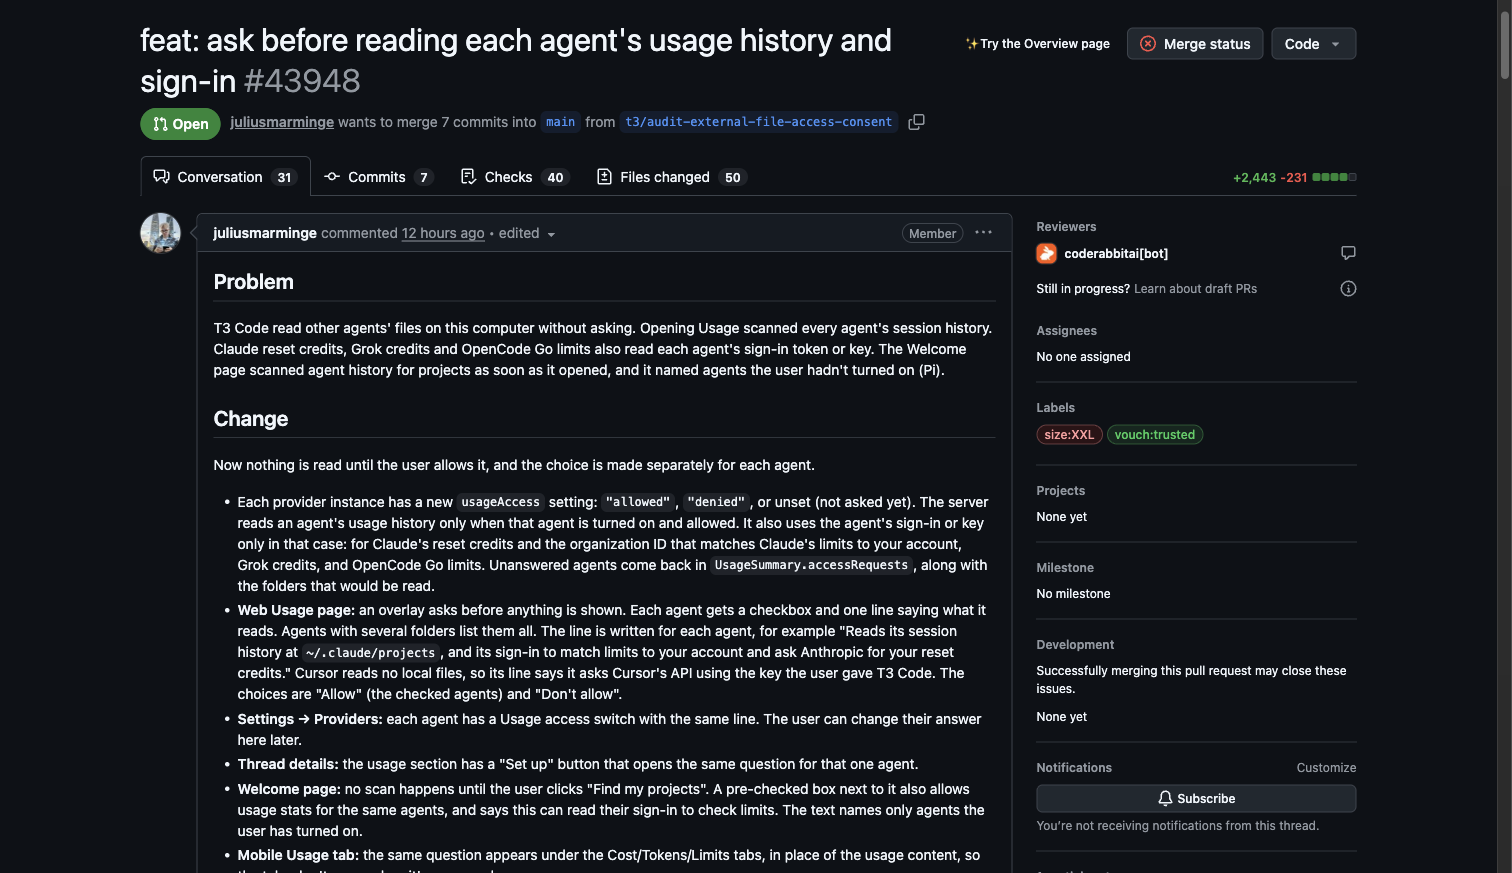 feat: ask before reading each agent's usage history and
sign-in #43948
✨Try the Overview page
Merge status
Code
Open
juliusmarminge wants to merge 7 commits into main from t3/audit-external-file-access-consent
Conversation 31
Commits 7
Checks 40
Files changed 50
+2,443 -231
juliusmarminge commented 12 hours ago • edited
Member
Problem
T3 Code read other agents' files on this computer without asking. Opening Usage scanned every agent's session history.
Claude reset credits, Grok credits and OpenCode Go limits also read each agent's sign-in token or key. The Welcome
page scanned agent history for projects as soon as it opened, and it named agents the user hadn't turned on (Pi).
Change
Now nothing is read until the user allows it, and the choice is made separately for each agent.
• Each provider instance has a new usageAccess setting: "allowed", "denied", or unset (not asked yet). The server
reads an agent's usage history only when that agent is turned on and allowed. It also uses the agent's sign-in or key
only in that case: for Claude's reset credits and the organization ID that matches Claude's limits to your account,
Grok credits, and OpenCode Go limits. Unanswered agents come back in UsageSummary.accessRequests, along with
the folders that would be read.
• Web Usage page: an overlay asks before anything is shown. Each agent gets a checkbox and one line saying what it
reads. Agents with several folders list them all. The line is written for each agent, for example "Reads its session
history at ~/.claude/projects, and its sign-in to match limits to your account and ask Anthropic for your reset
credits." Cursor reads no local files, so its line says it asks Cursor's API using the key the user gave T3 Code. The
choices are "Allow" (the checked agents) and "Don't allow".
• Settings → Providers: each agent has a Usage access switch with the same line. The user can change their answer
here later.
• Thread details: the usage section has a "Set up" button that opens the same question for that one agent.
• Welcome page: no scan happens until the user clicks "Find my projects". A pre-checked box next to it also allows
usage stats for the same agents, and says this can read their sign-in to check limits. The text names only agents the
user has turned on.
• Mobile Usage tab: the same question appears under the Cost/Tokens/Limits tabs, in place of the usage content, so
Reviewers
coderabbitai[bot]
Still in progress? Learn about draft PRs
Assignees
No one assigned
Labels
size:XXL vouch:trusted
Projects
None yet
Milestone
No milestone
Development
Successfully merging this pull request may close these
issues.
None yet
Notifications
Customize
Subscribe
You're not receiving notifications from this thread.